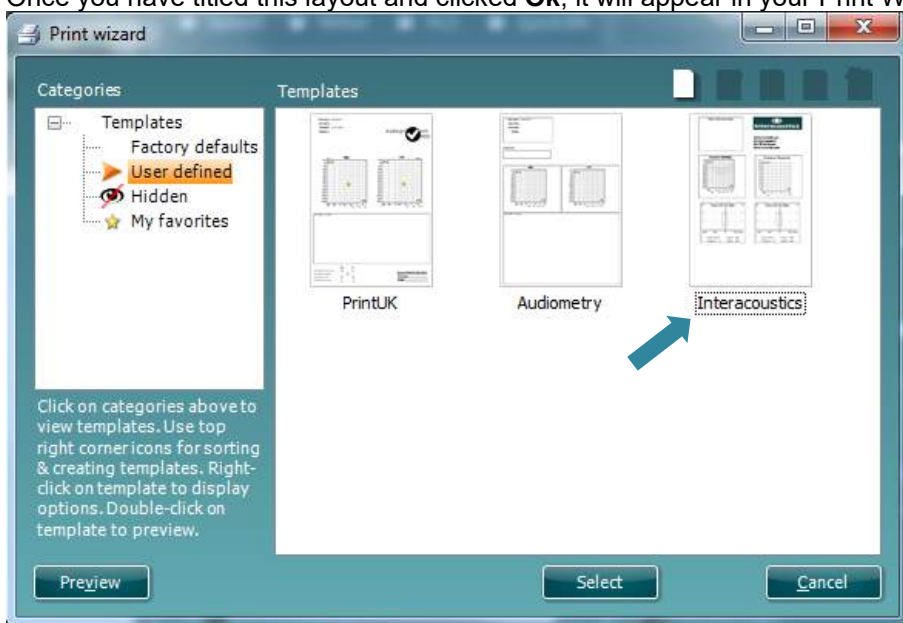 Once you have titled this layout and clicked Ok, it will appear in your Print W
Print wizard
Categories
Templates
Templates
Factory defaults
User defined
Hidden
My favorites
PrintUK
Audiometry
Interacoustics
Click on categories above to
view templates. Use top
right corner icons for sorting
& creating templates. Right-
click on template to display
options. Double-click on
template to preview.
Preview
Select
Cancel